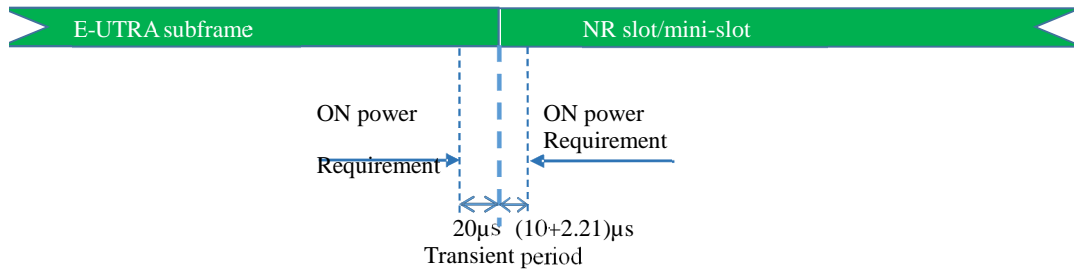 E-UTRA subframe
NR slot/mini-slot
ON power
Requirement
ON power
Requirement
20μs
(10+2.21)μs
Transient period